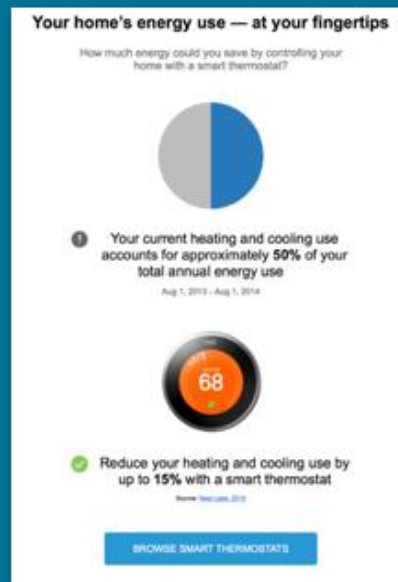 Your home's energy use — at your fingertips
How much energy could you save by controlling your
home with a smart thermostat?
Your current heating and cooling use
accounts for approximately 50% of your
total annual energy use
Aug 1, 2013 - Aug 1, 2014
68
Reduce your heating and cooling use by
up to 15% with a smart thermostat
Source:
BROWSE SMART THERMOSTATS